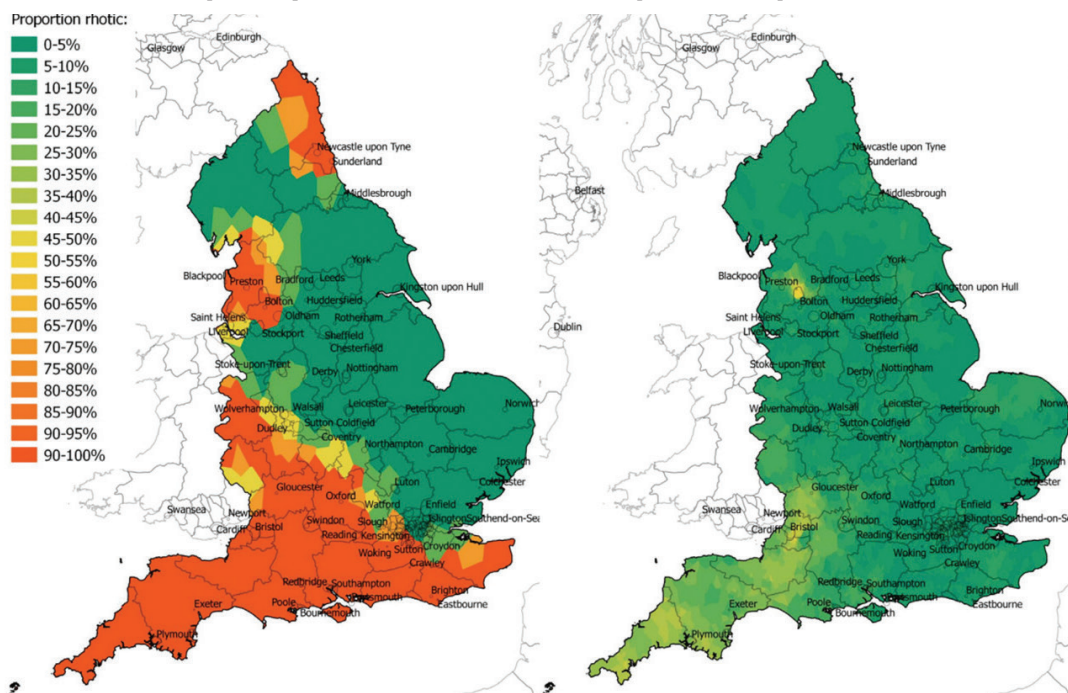 Proportion rhotic:
0-5%
5-10%
10-15%
15-20%
20-25%
25-30%
30-35%
35-40%
40-45%
45-50%
50-55%
55-60%
60-65%
65-70%
70-75%
75-80%
80-85%
85-90%
90-95%
90-100%
Edinburgh
Glasgow
Newcastle upon Tyne
Sunderland
Middlesbrough
York
Blackpool
Preston
Bradford
Leeds
Kingston upon Hull
Bolton
Huddersfield
Saint Helens
Oldham
Rotherham
Liverpool
Stockport
Sheffield
Chesterfield
Stoke-upon-Trent
Derby
Nottingham
Wolverhampton
Walsall
Leicester
Peterborough
Norwich
Dudley
Sutton Coldfield
Coventry
Northampton
Cambridge
Ipswich
Gloucester
Luton
Colchester
Oxford
Watford
Enfield
Swansea
Newport
Swindon
Slough
Islington
Southend-on-Sea
Cardiff
Bristol
Reading
Kensington
Woking
Sutton
Croydon
Crawley
Redbridge
Southampton
Brighton
Exeter
Poole
Portsmouth
Eastbourne
Bournemouth
Plymouth
Edinburgh
Glasgow
Newcastle upon Tyne
Sunderland
Belfast
Middlesbrough
York
Blackpool
Preston
Bradford
Leeds
Kingston upon Hull
Bolton
Huddersfield
Dublin
Saint Helens
Oldham
Rotherham
Liverpool
Stockport
Sheffield
Chesterfield
Stoke-upon-Trent
Derby
Nottingham
Wolverhampton
Walsall
Leicester
Peterborough
Norwich
Dudley
Sutton Coldfield
Coventry
Northampton
Cambridge
Ipswich
Gloucester
Luton
Colchester
Oxford
Watford
Enfield
Swansea
Newport
Swindon
Slough
Islington
Southend-on-Se
Cardiff
Bristol
Reading
Kensington
Woking
Sutton
Croydon
Crawley
Redbridge
Southampton
Brighton
Exeter
Poole
Portsmouth
Eastbourne
Bournemouth
Plymouth